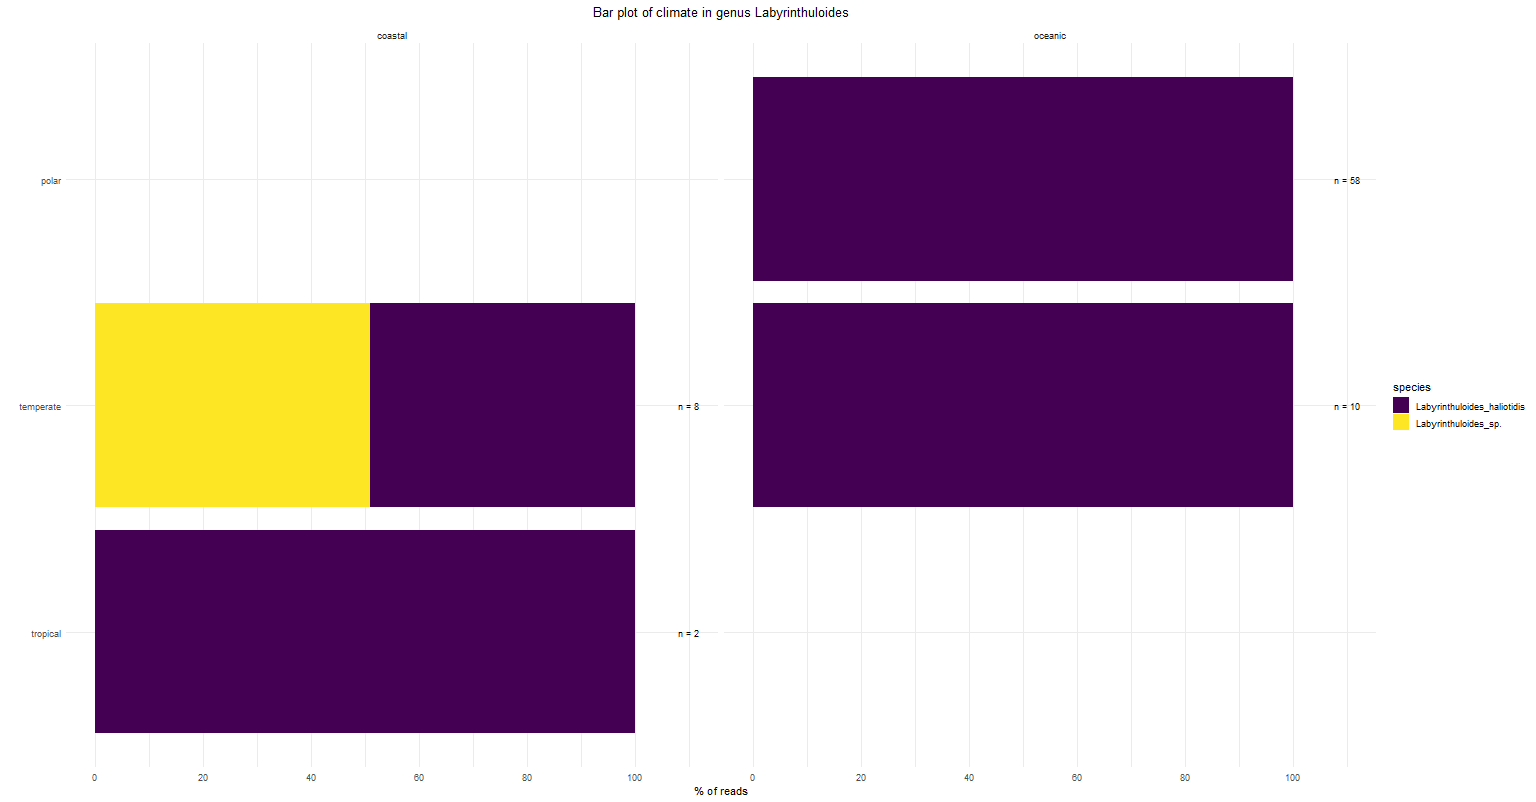 Bar plot of climate in genus Labyrinthuloides
coastal
oceanic
polar
n = 58
temperate
n = 8
n = 10
tropical
n = 2
species
Labyrinthuloides_haliotidis
Labyrinthuloides_sp.
0 20 40 60 80 100
0 20 40 60 80 100
% of reads